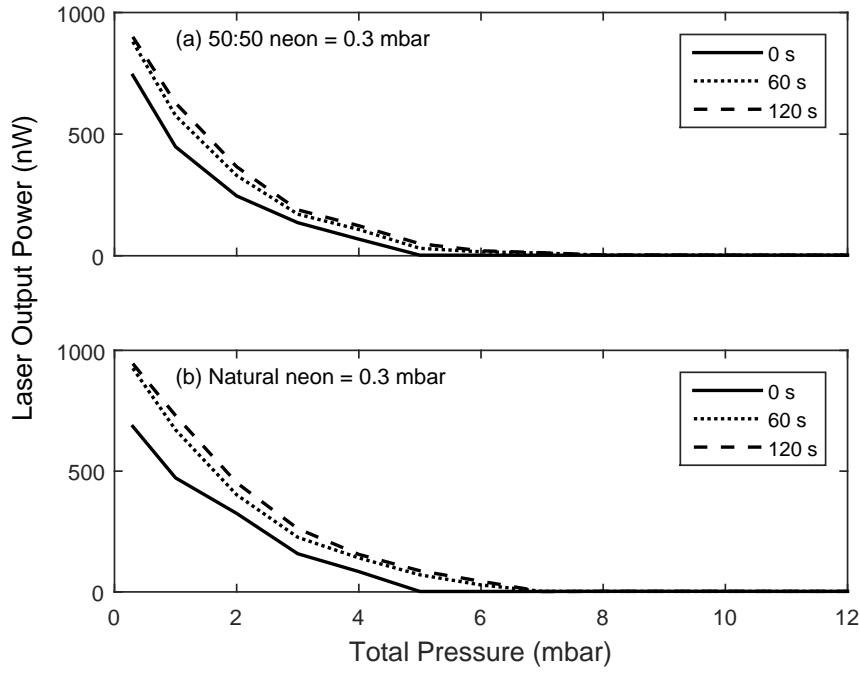 1000
(a) 50:50 neon = 0.3 mbar
0 s
60 s
120 s
500
0
Laser Output Power (nW)
1000
(b) Natural neon = 0.3 mbar
0 s
60 s
120 s
500
0
0 2 4 6 8 10 12
Total Pressure (mbar)